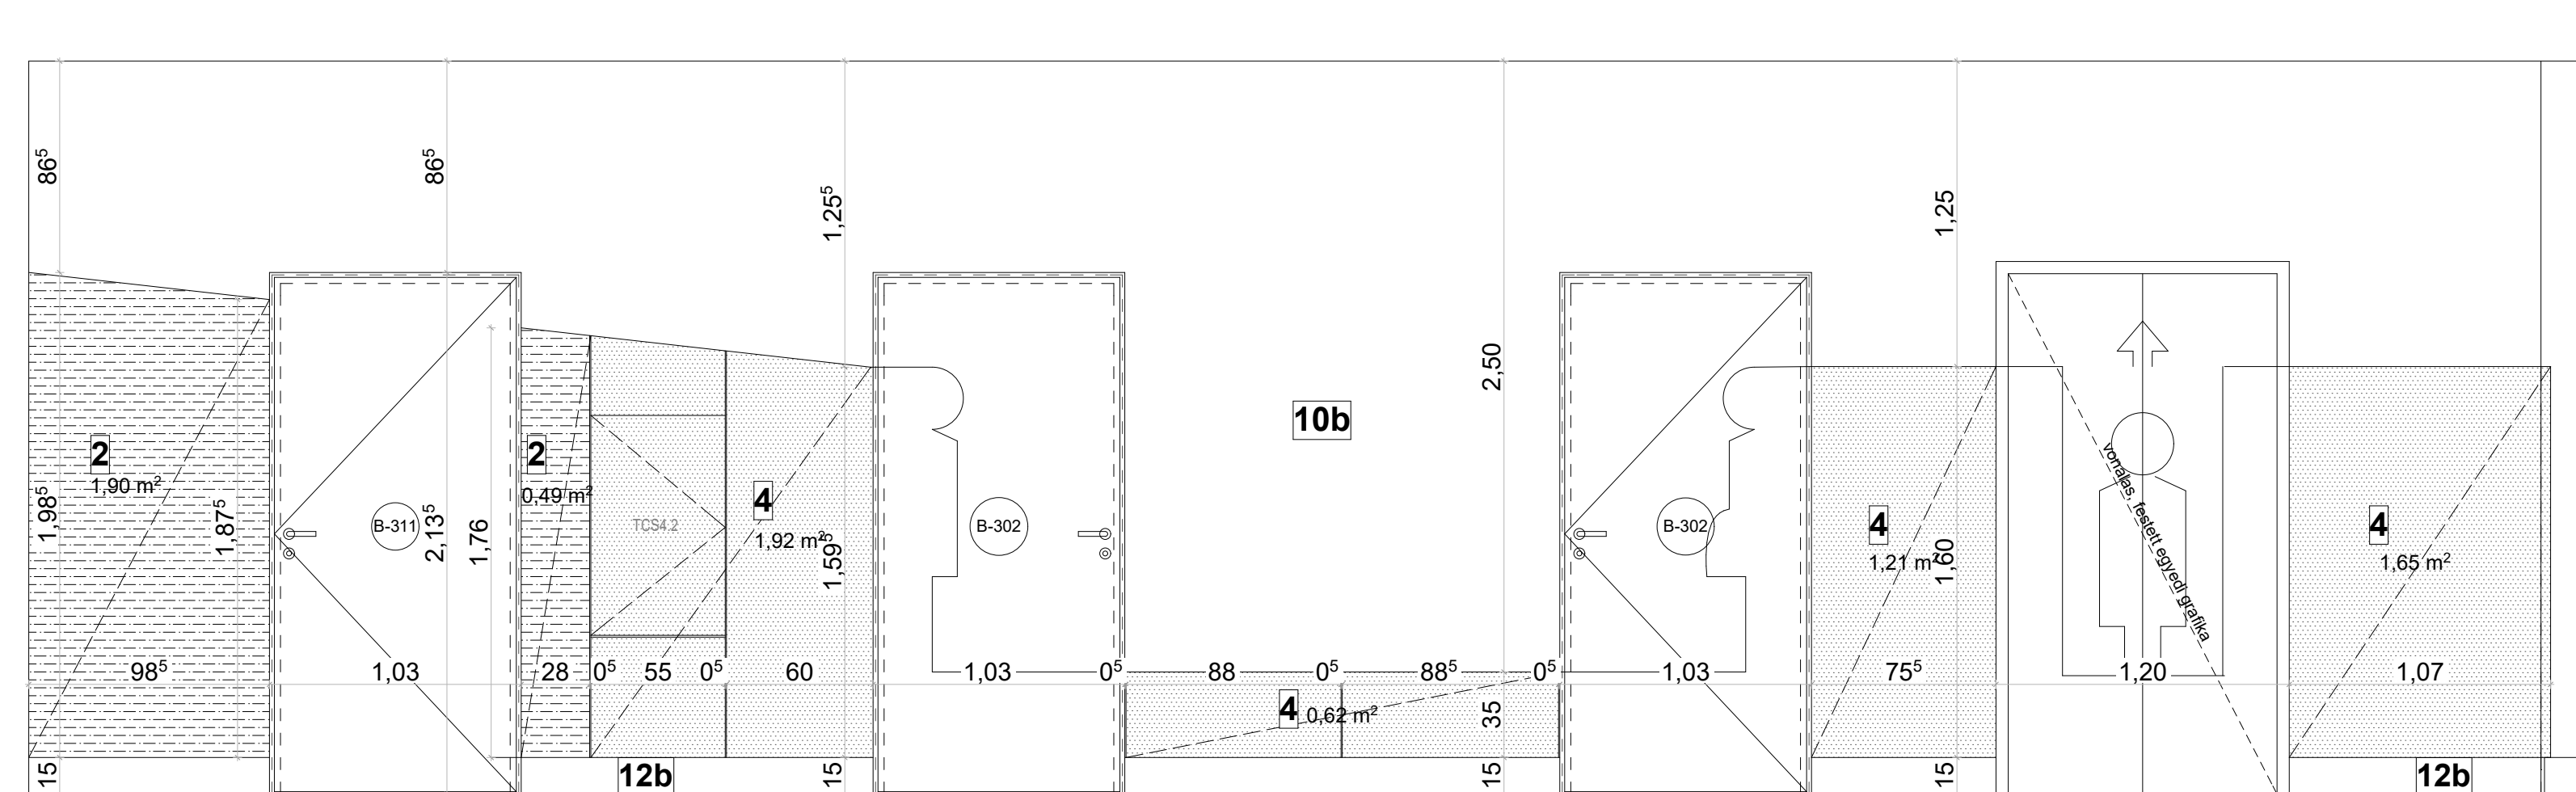 86⁵
86⁵
1,25⁵
1,25
2,50
10b
2
1,90 m²
1,98⁵
1,87⁵
B-311
2,13⁵
1,76
2
0,49 m²
TCS4.2
4
1,92 m²
1,59⁵
B-302
B-302
4
1,21 m²
1,60
vonalas, festett egyedi grafika
4
1,65 m²
98⁵
1,03
28
0⁵
55
0⁵
60
1,03
0⁵
88
0⁵
88⁵
0⁵
1,03
75⁵
1,20
1,07
4
0,62 m²
35
15
12b
15
15
15
12b